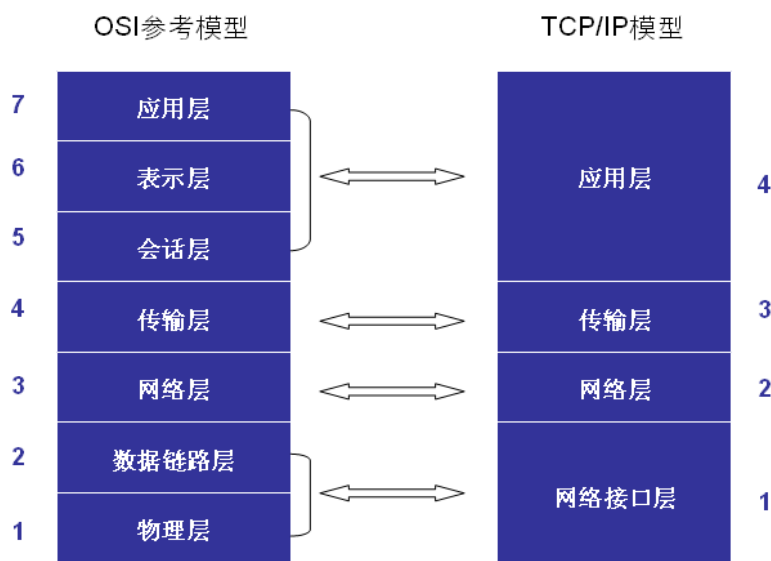 OSI参考模型
TCP/IP模型
7
应用层
6
表示层
5
会话层
4
传输层
3
网络层
2
数据链路层
1
物理层
应用层
4
传输层
3
网络层
2
网络接口层
1